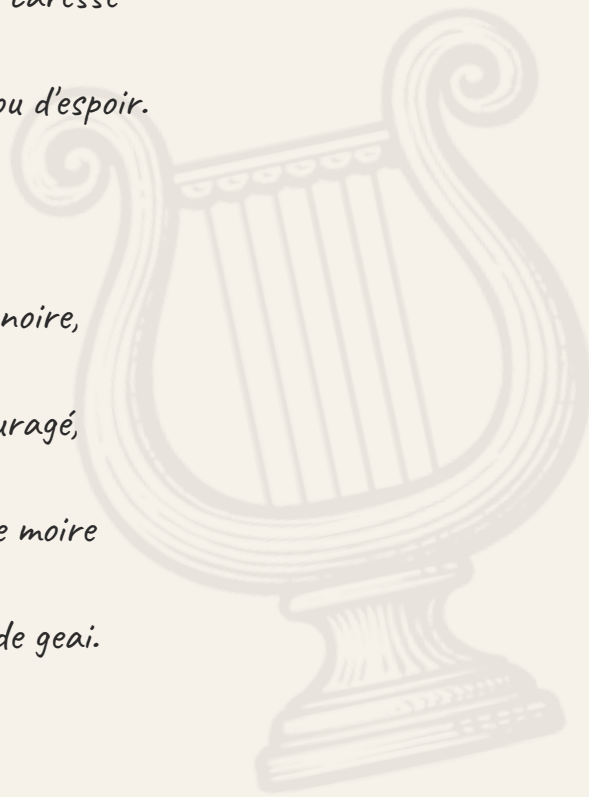 caresse
ou d'espoir.
noire,
uragé,
e moire
de geai.